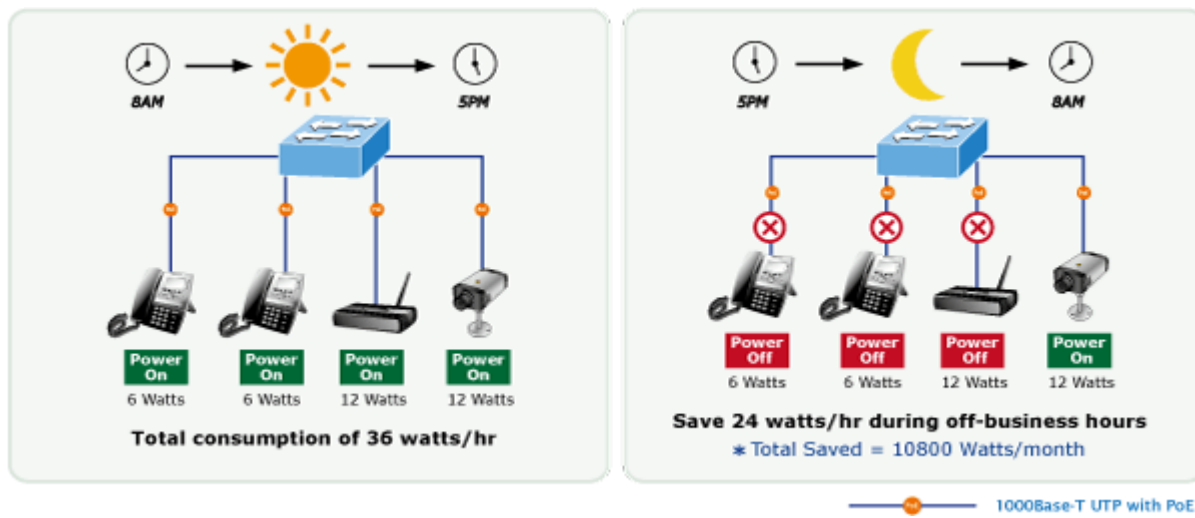 8AM
5PM
Power On
Power On
Power On
Power On
6 Watts
6 Watts
12 Watts
12 Watts
Total consumption of 36 watts/hr
5PM
8AM
Power Off
Power Off
Power Off
Power On
6 Watts
6 Watts
12 Watts
12 Watts
Save 24 watts/hr during off-business hours
* Total Saved = 10800 Watts/month
1000Base-T UTP with PoE